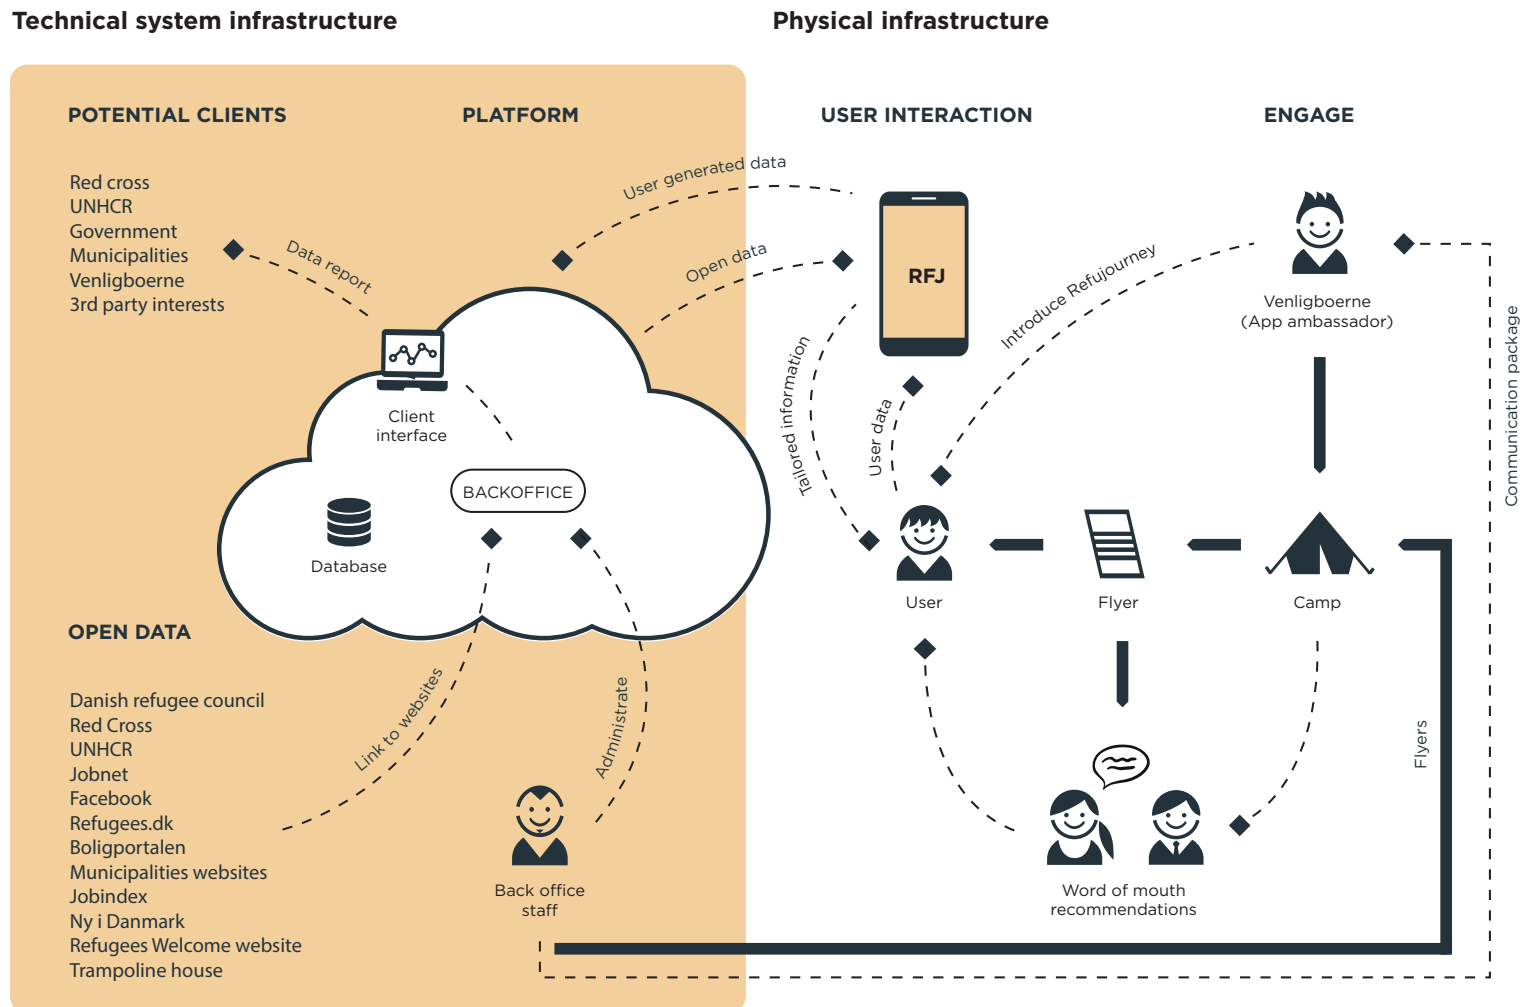 Technical system infrastructure
Physical infrastructure
POTENTIAL CLIENTS
PLATFORM
USER INTERACTION
ENGAGE
Red cross
UNHCR
Government
Municipalities
Venligboerne
3rd party interests
Data report
User generated data
Open data
RFJ
Introduce Refujourney
Venligboerne
(App ambassador)
Communication package
Client
interface
Tailored information
User data
BACKOFFICE
Database
User
Flyer
Camp
OPEN DATA
Danish refugee council
Red Cross
UNHCR
Jobnet
Facebook
Refugees.dk
Boligportalen
Municipalities websites
Jobindex
Ny i Danmark
Refugees Welcome website
Trampoline house
Link to websites
Administrate
Flyers
Back office
staff
Word of mouth
recommendations